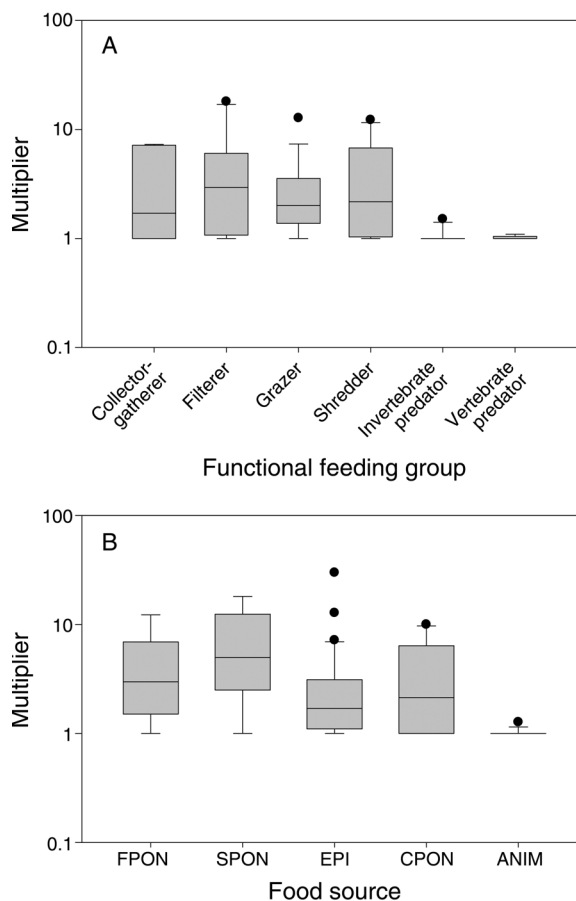 100
A
10
Multiplier
1
0.1
Collector-
gatherer
Filterer
Grazer
Shredder
Invertebrate
predator
Vertebrate
predator
Functional feeding group
100
B
10
Multiplier
1
0.1
FPON SPON EPI CPON ANIM
Food source